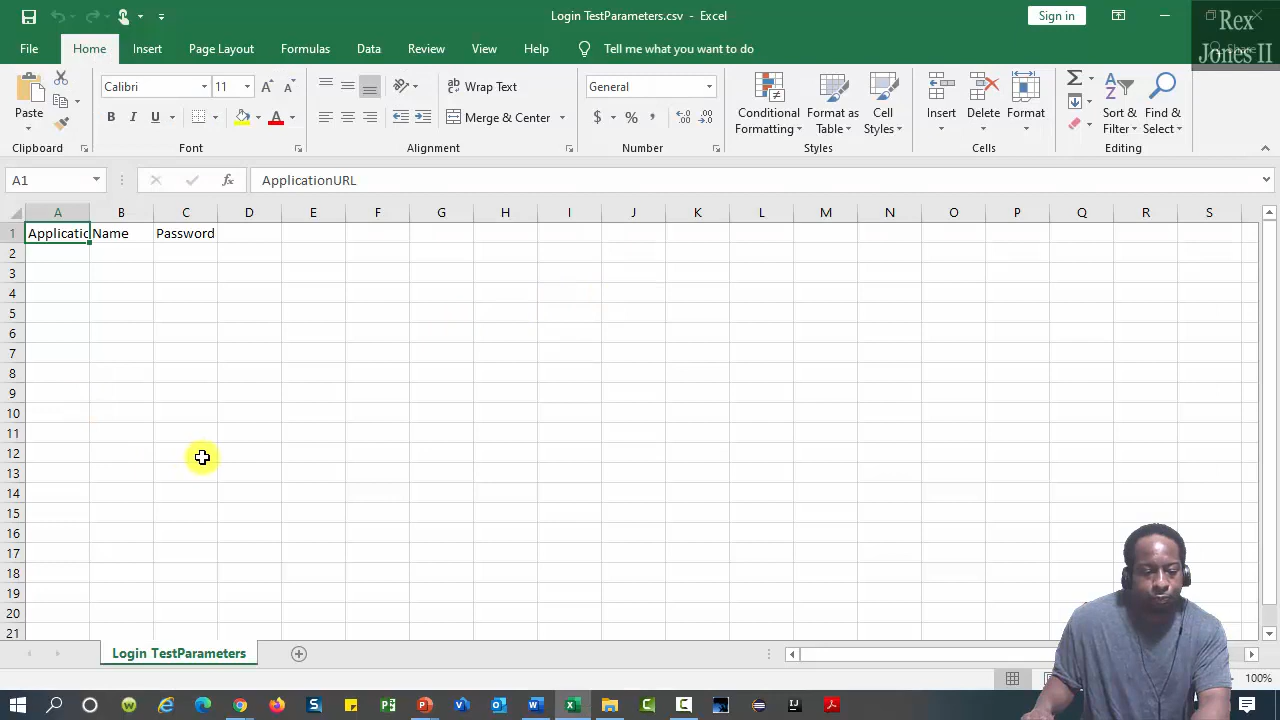 Login TestParameters.csv - Excel
Sign in
Rex
Jones II
File Home Insert Page Layout Formulas Data Review View Help Tell me what you want to do Share
Paste
Clipboard
Calibri 11
B I U A
Font
Wrap Text
Merge & Center
Alignment
General
$ % ,
Number
Conditional
Formatting
Format as
Table
Cell
Styles
Styles
Insert
Delete
Format
Cells
Sort &
Filter
Find &
Select
Editing
A1 fx ApplicationURL
A B C D E F G H I J K L M N O P Q R S
1 Applicatic Name Password
2
3
4
5
6
7
8
9
10
11
12
13
14
15
16
17
18
19
20
21
Login TestParameters
100%